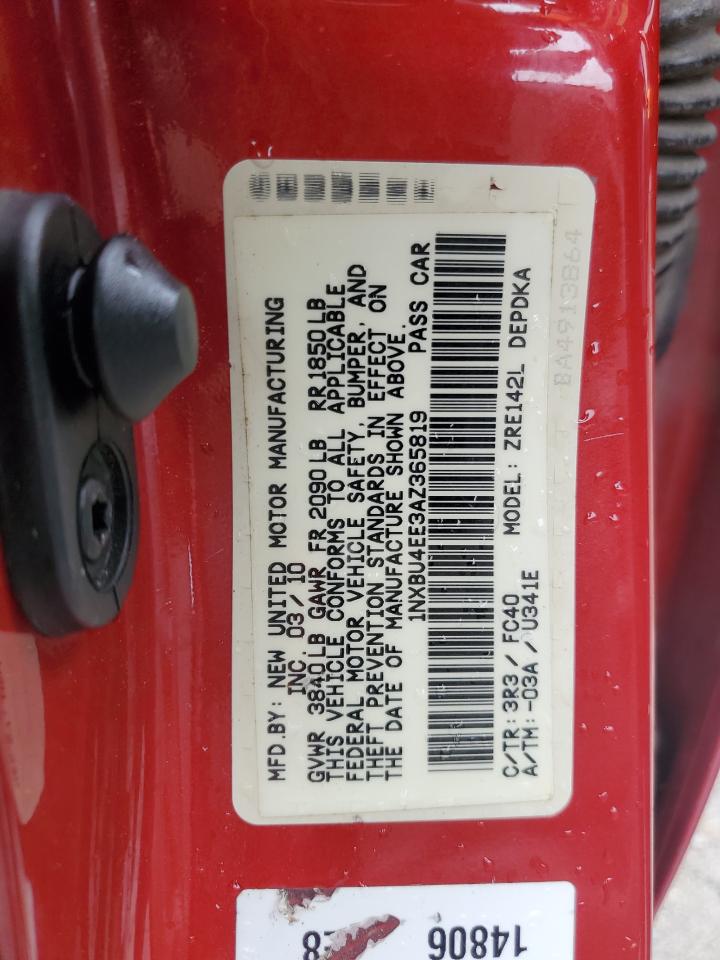 MFD.BY: NEW UNITED MOTOR MANUFACTURING
INC. 03/10
GVWR 3840LB GAWR FR 2090LB RR 1850LB
THIS VEHICLE CONFORMS TO ALL APPLICABLE
FEDERAL MOTOR VEHICLE SAFETY, BUMPER, AND
THEFT PREVENTION STANDARDS IN EFFECT ON
THE DATE OF MANUFACTURE SHOWN ABOVE.
1NXBU4EE3AZ365819 PASS CAR
C/TR: 3R3/FC40 MODEL: ZRE142L DEPDKA
A/TM: -03A/U341E
BA4913864
14806
E8